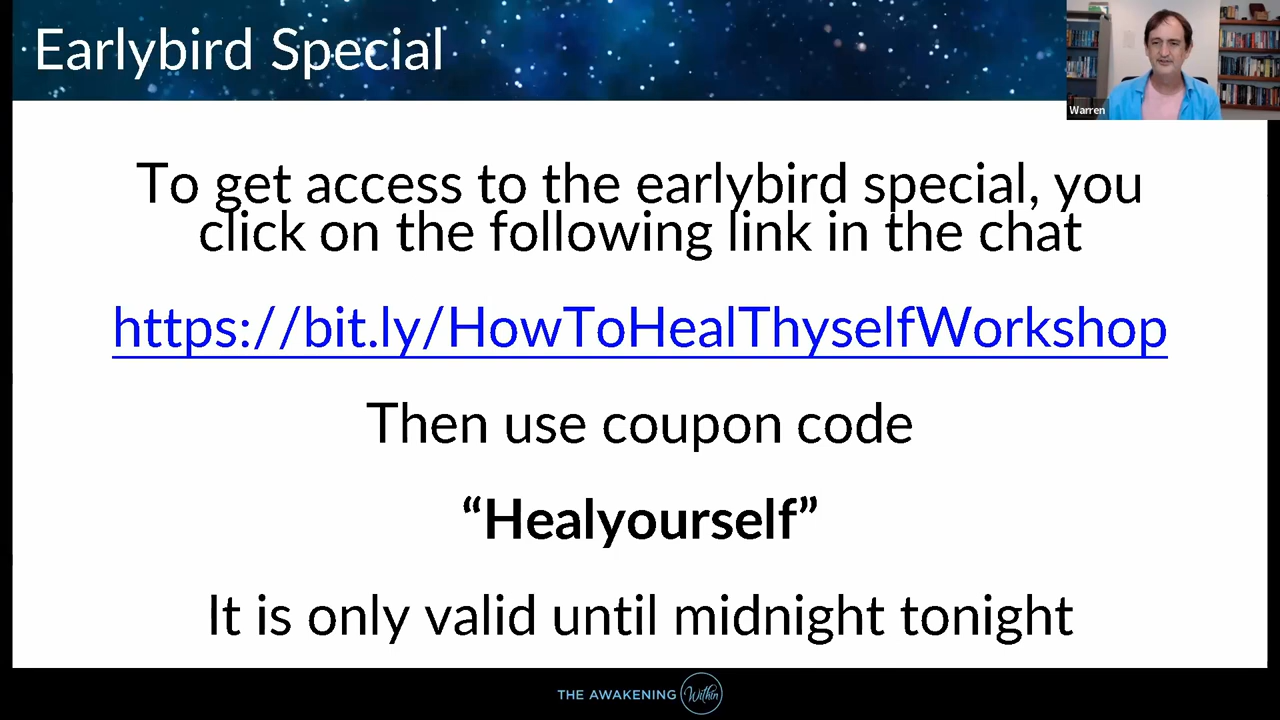 Earlybird Special
Warren
To get access to the earlybird special, you
click on the following link in the chat
https://bit.ly/HowToHealThyselfWorkshop
Then use coupon code
“Healyourself”
It is only valid until midnight tonight
THE AWAKENING Within